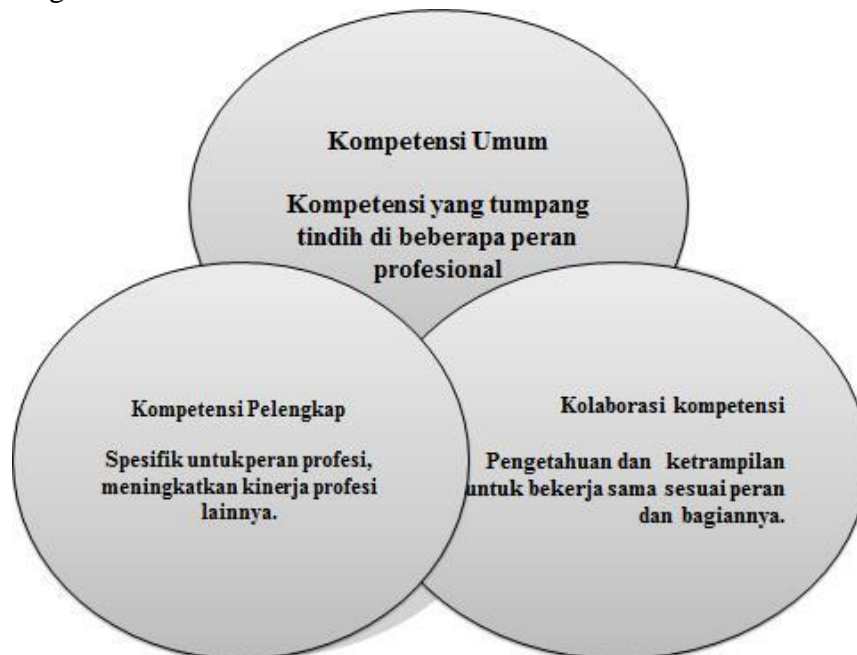 Kompetensi Umum
Kompetensi yang tumpang
tindih di beberapa peran
profesional
Kompetensi Pelengkap
Spesifik untukperan profesi,
meningkatkan kinerja profesi
lainnya.
Kolaborasi kompetensi
Pengetahuan dan ketrampilan
untuk bekerja sama sesuai peran
dan bagiannya.